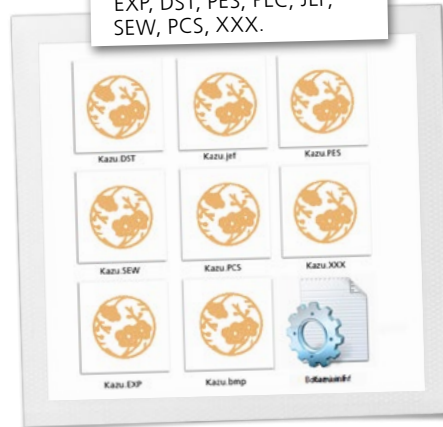 EXP, DST, PES, PEC, JEF,
SEW, PCS, XXX.
Kazu.DST
Kazu.jef
Kazu.PES
Kazu.SEW
Kazu.PCS
Kazu.XXX
Kazu.EXP
Kazu.bmp